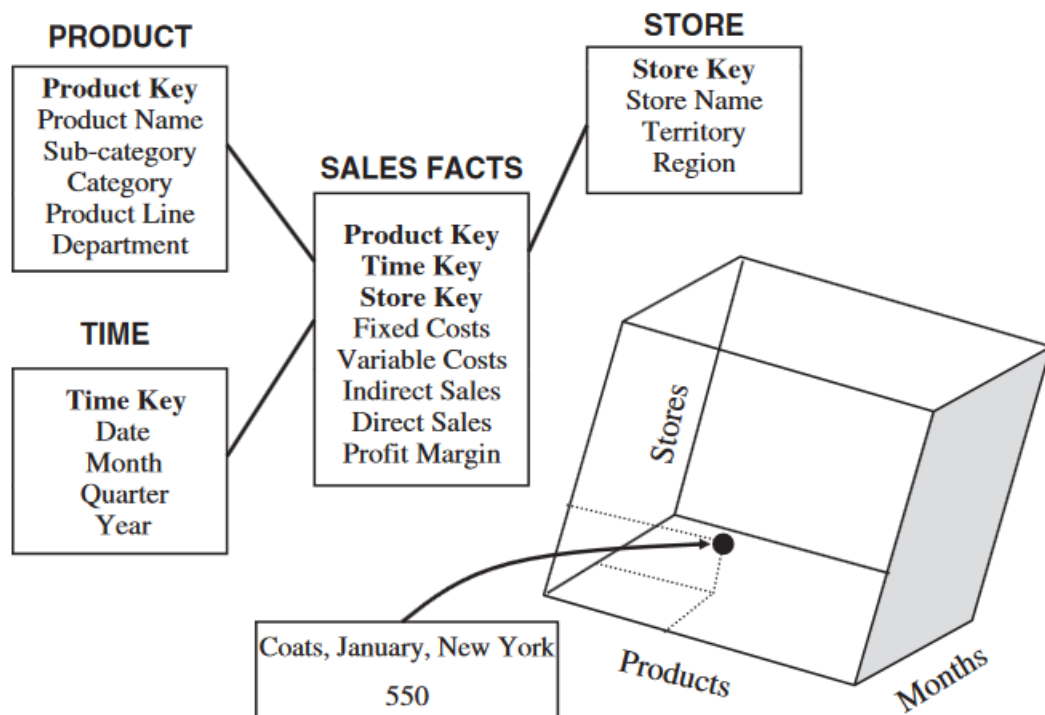 PRODUCT
Product Key
Product Name
Sub-category
Category
Product Line
Department
STORE
Store Key
Store Name
Territory
Region
SALES FACTS
Product Key
Time Key
Store Key
Fixed Costs
Variable Costs
Indirect Sales
Direct Sales
Profit Margin
TIME
Time Key
Date
Month
Quarter
Year
Stores
Products
Months
Coats, January, New York
550